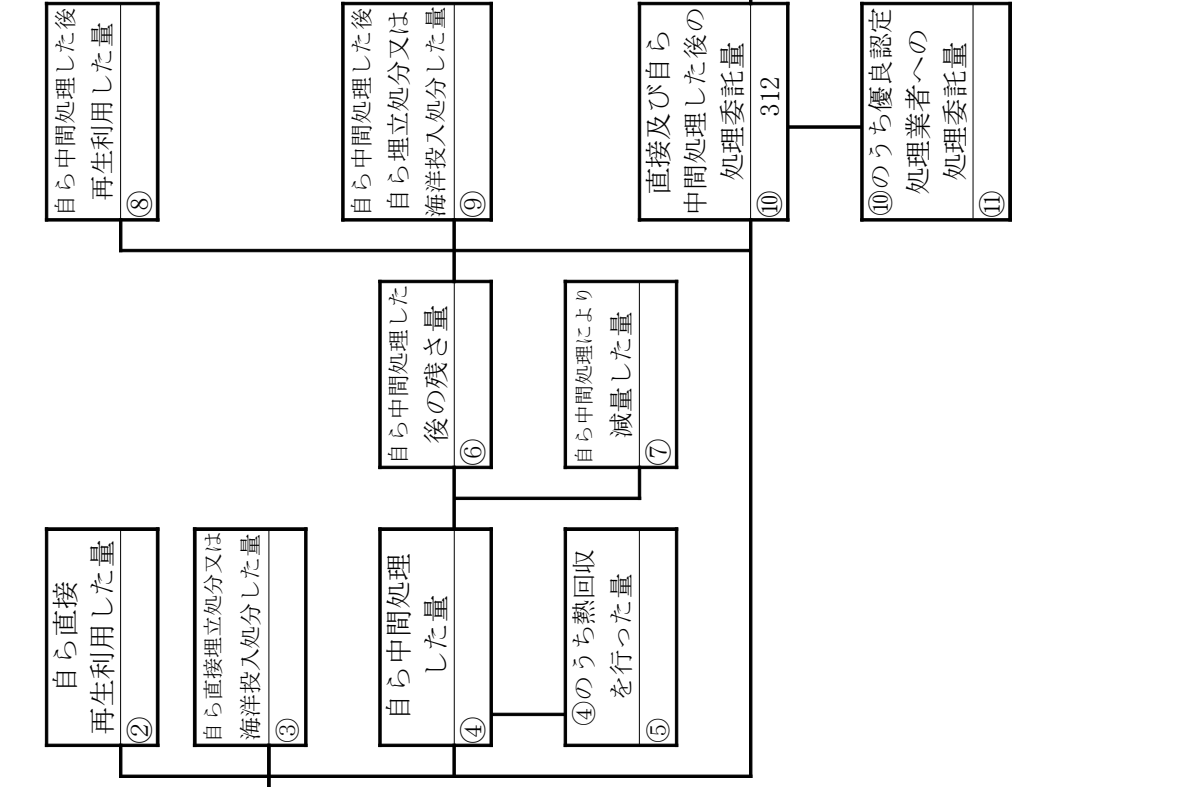 自ら直接
再生利用した量
②
自ら直接埋立処分又は
海洋投入処分した量
③
自ら中間処理
した量
④
④のうち熱回収
を行った量
⑤
自ら中間処理した
後の残さ量
⑥
自ら中間処理により
減量した量
⑦
自ら中間処理した後
再生利用した量
⑧
自ら中間処理した後
自ら埋立処分又は
海洋投入処分した量
⑨
直接及び自ら
中間処理した後の
処理委託量
⑩ 312
⑩のうち優良認定
処理業者への
処理委託量
⑪